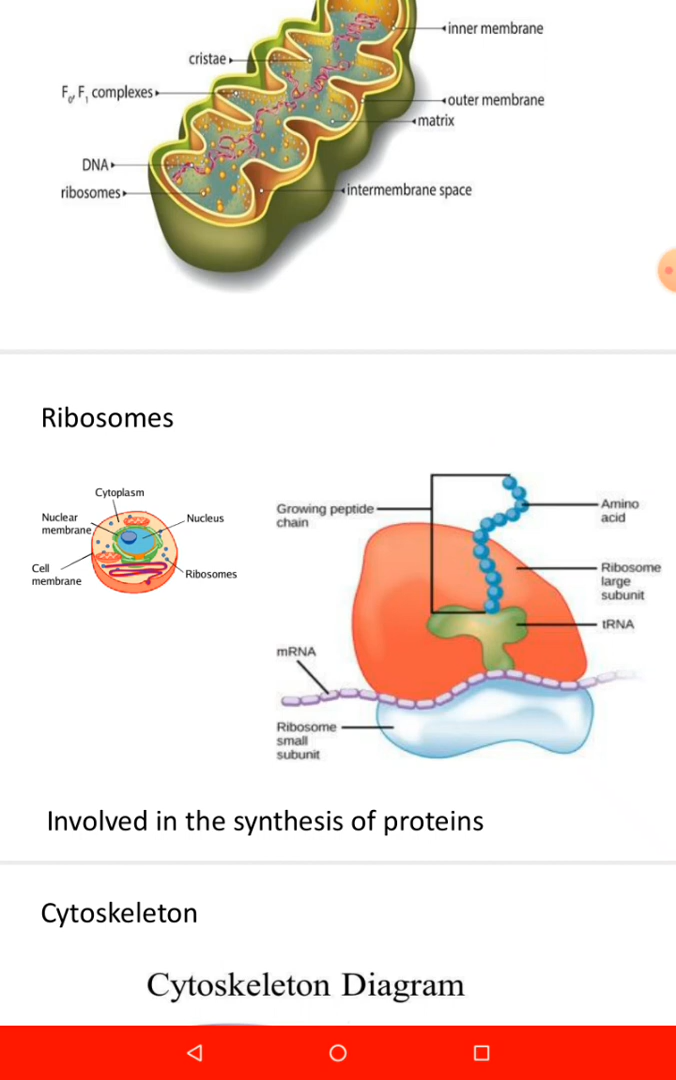 inner membrane
cristae
F₀, F₁ complexes
outer membrane
matrix
DNA
ribosomes
intermembrane space
Ribosomes
Cytoplasm
Nuclear
membrane
Nucleus
Cell
membrane
Ribosomes
Growing peptide
chain
Amino
acid
Ribosome
large
subunit
tRNA
mRNA
Ribosome
small
subunit
Involved in the synthesis of proteins
Cytoskeleton
Cytoskeleton Diagram